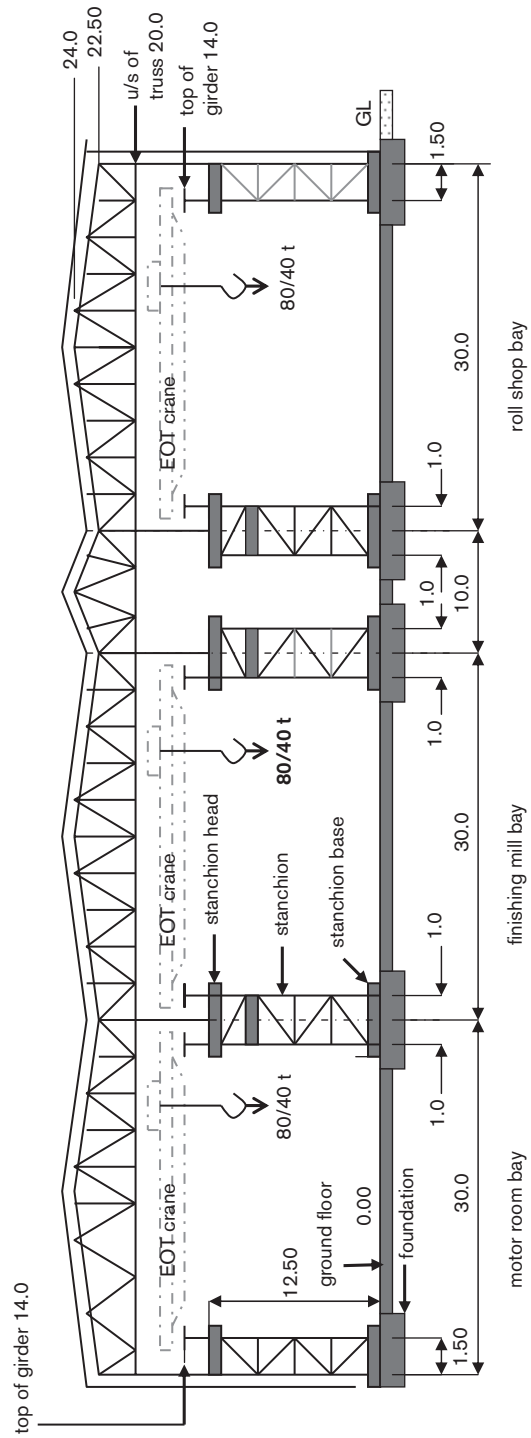 top of girder 14.0
24.0
22.50
u/s of
truss 20.0
top of
girder 14.0
EOT crane
EOT crane
EOT crane
80/40 t
80/40 t
80/40 t
stanchion head
stanchion
stanchion base
12.50
ground floor
0.00
foundation
GL
1.50
1.0
1.0
1.0
1.0
1.0
1.50
30.0
30.0
10.0
30.0
motor room bay
finishing mill bay
roll shop bay